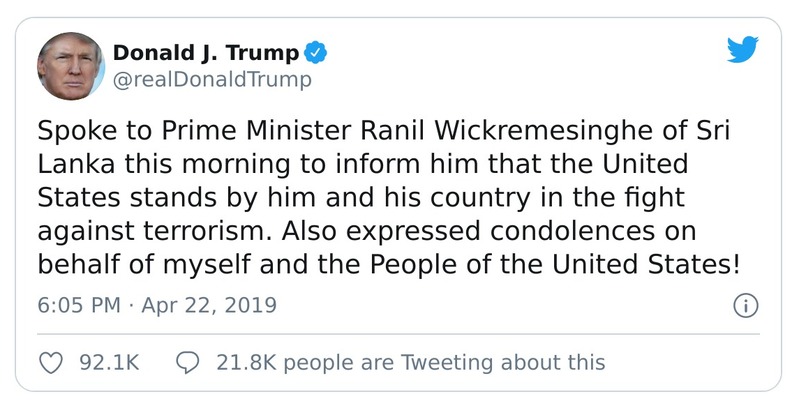 Donald J. Trump
@realDonaldTrump
Spoke to Prime Minister Ranil Wickremesinghe of Sri
Lanka this morning to inform him that the United
States stands by him and his country in the fight
against terrorism. Also expressed condolences on
behalf of myself and the People of the United States!
6:05 PM · Apr 22, 2019
92.1K 21.8K people are Tweeting about this